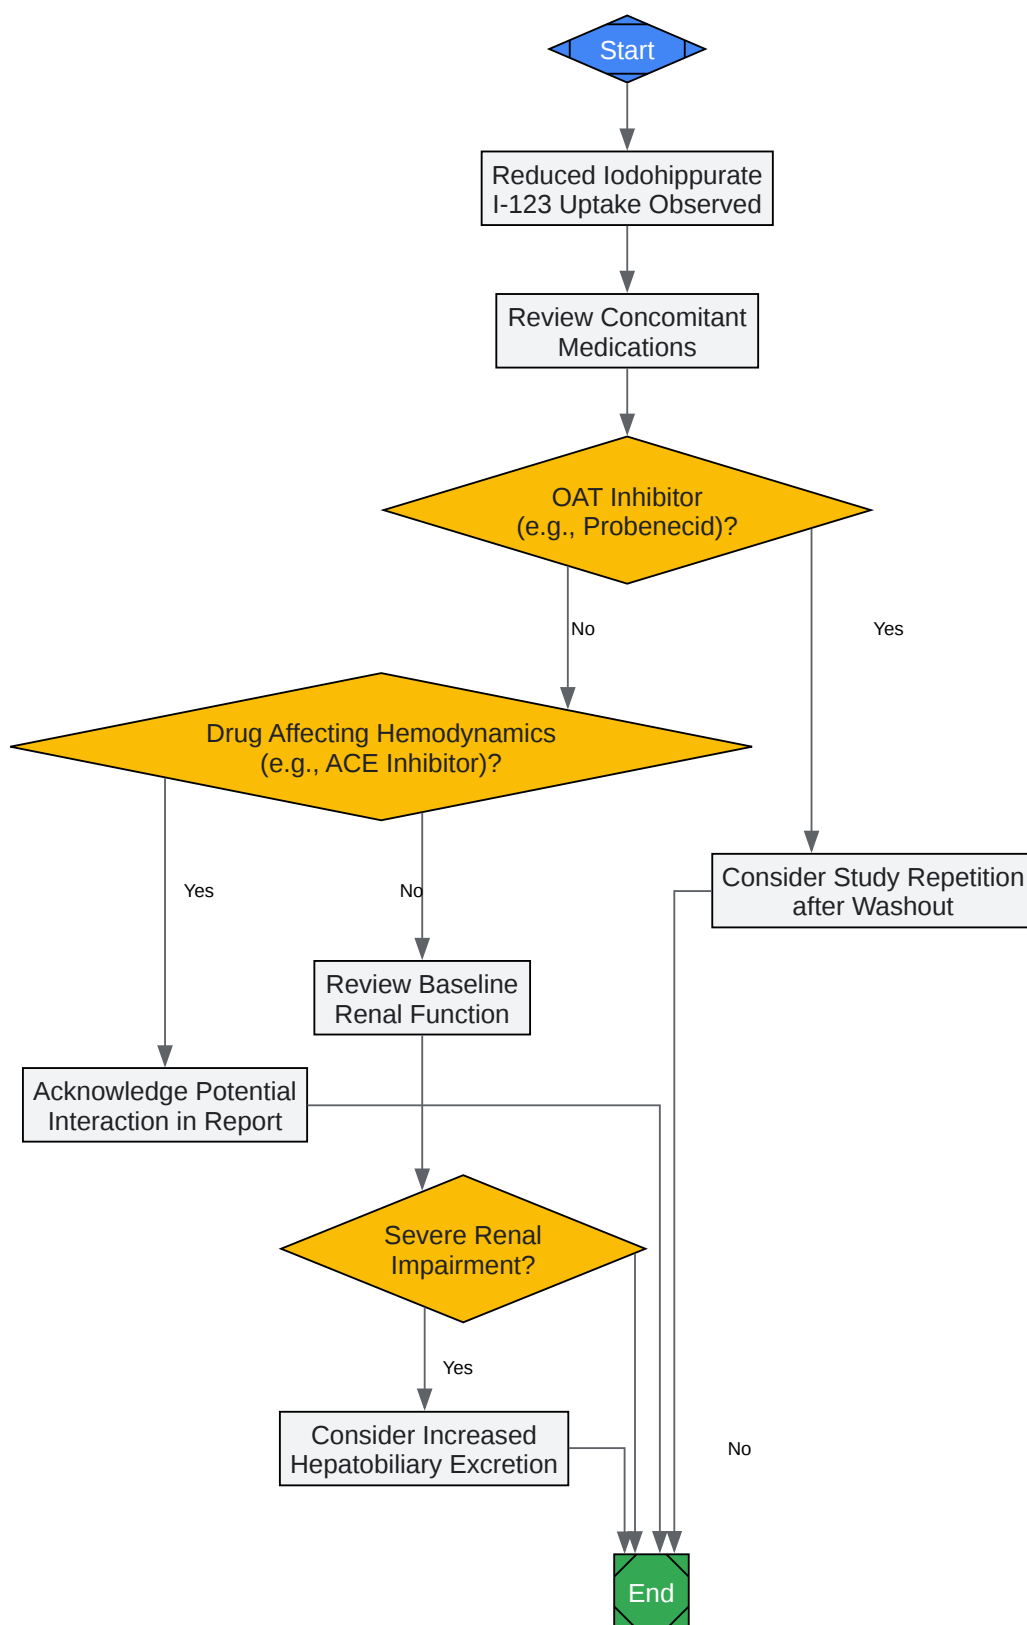 Start
Reduced Iodohippurate
I-123 Uptake Observed
Review Concomitant
Medications
OAT Inhibitor
(e.g., Probenecid)?
No
Yes
Drug Affecting Hemodynamics
(e.g., ACE Inhibitor)?
Yes
No
Consider Study Repetition
after Washout
Review Baseline
Renal Function
Acknowledge Potential
Interaction in Report
Severe Renal
Impairment?
Yes
Consider Increased
Hepatobiliary Excretion
No
End